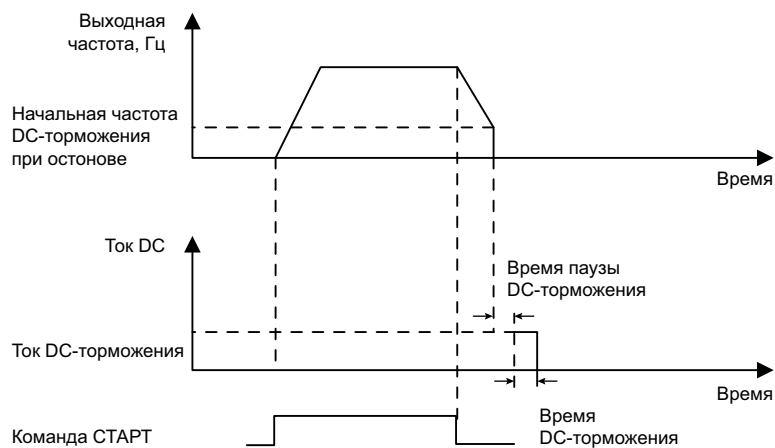 Выходная
частота, Гц
Начальная частота
DC-торможения
при остонове
Время
Ток DC
Время паузы
DC-торможения
Ток DC-торможения
Время
Команда СТАРТ
Время
DC-торможения